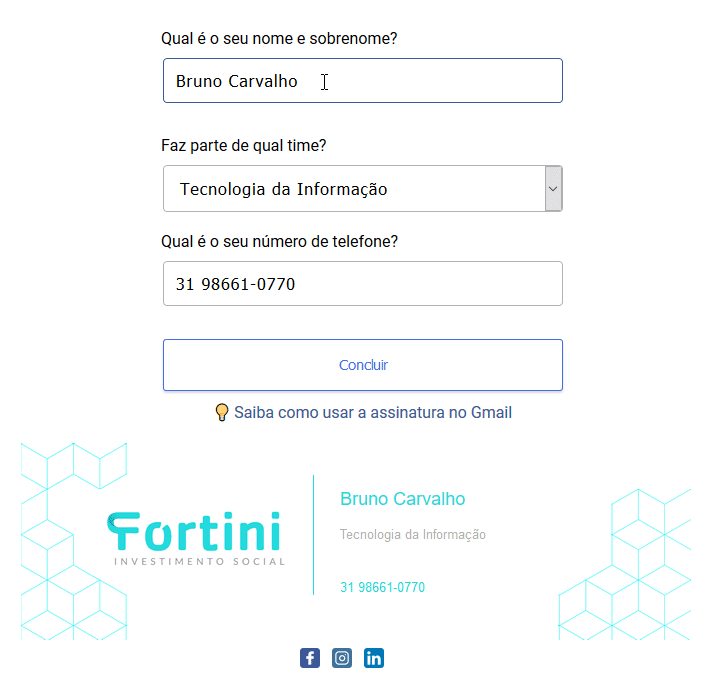 Qual é o seu nome e sobrenome?
Bruno Carvalho
Faz parte de qual time?
Tecnologia da Informação
Qual é o seu número de telefone?
31 98661-0770
Concluir
Saiba como usar a assinatura no Gmail
Fortini
INVESTIMENTO SOCIAL
Bruno Carvalho
Tecnologia da Informação
31 98661-0770